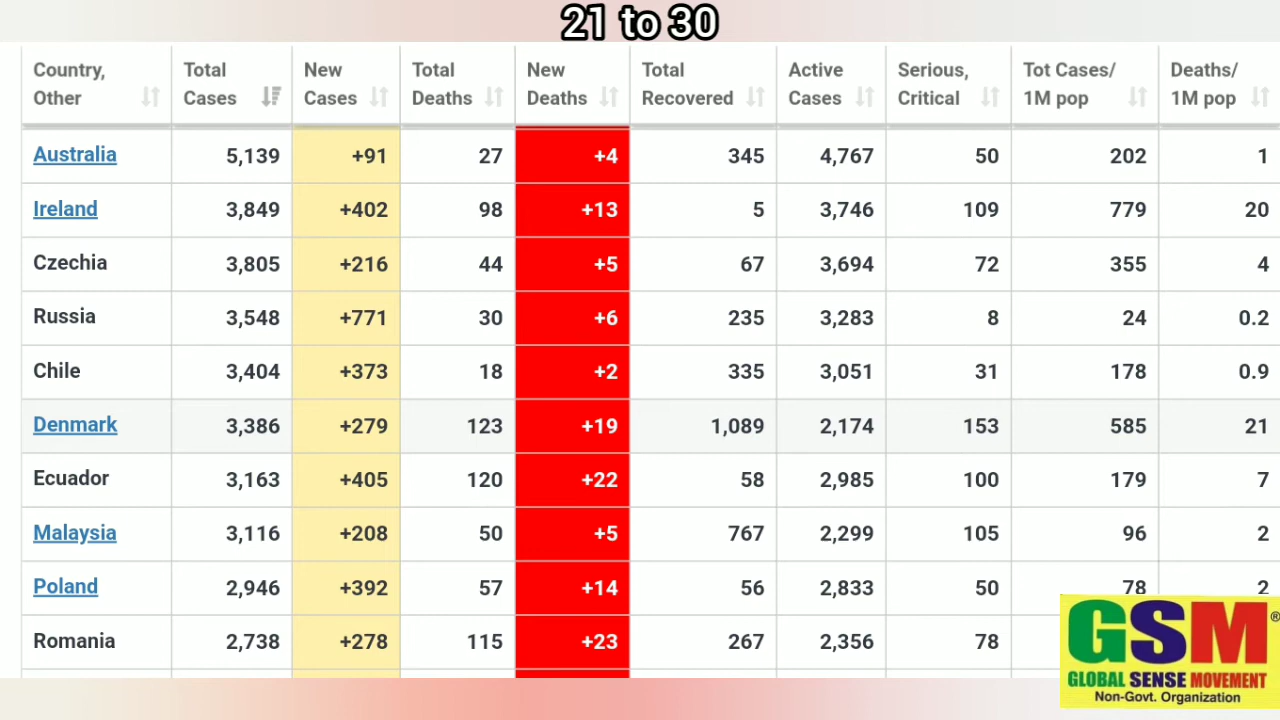 21 to 30
Country, Other Total Cases New Cases Total Deaths New Deaths Total Recovered Active Cases Serious, Critical Tot Cases/ 1M pop Deaths/ 1M pop
Australia 5,139 +91 27 +4 345 4,767 50 202 1
Ireland 3,849 +402 98 +13 5 3,746 109 779 20
Czechia 3,805 +216 44 +5 67 3,694 72 355 4
Russia 3,548 +771 30 +6 235 3,283 8 24 0.2
Chile 3,404 +373 18 +2 335 3,051 31 178 0.9
Denmark 3,386 +279 123 +19 1,089 2,174 153 585 21
Ecuador 3,163 +405 120 +22 58 2,985 100 179 7
Malaysia 3,116 +208 50 +5 767 2,299 105 96 2
Poland 2,946 +392 57 +14 56 2,833 50 78 2
Romania 2,738 +278 115 +23 267 2,356 78
GSM®
GLOBAL SENSE MOVEMENT
Non-Govt. Organization